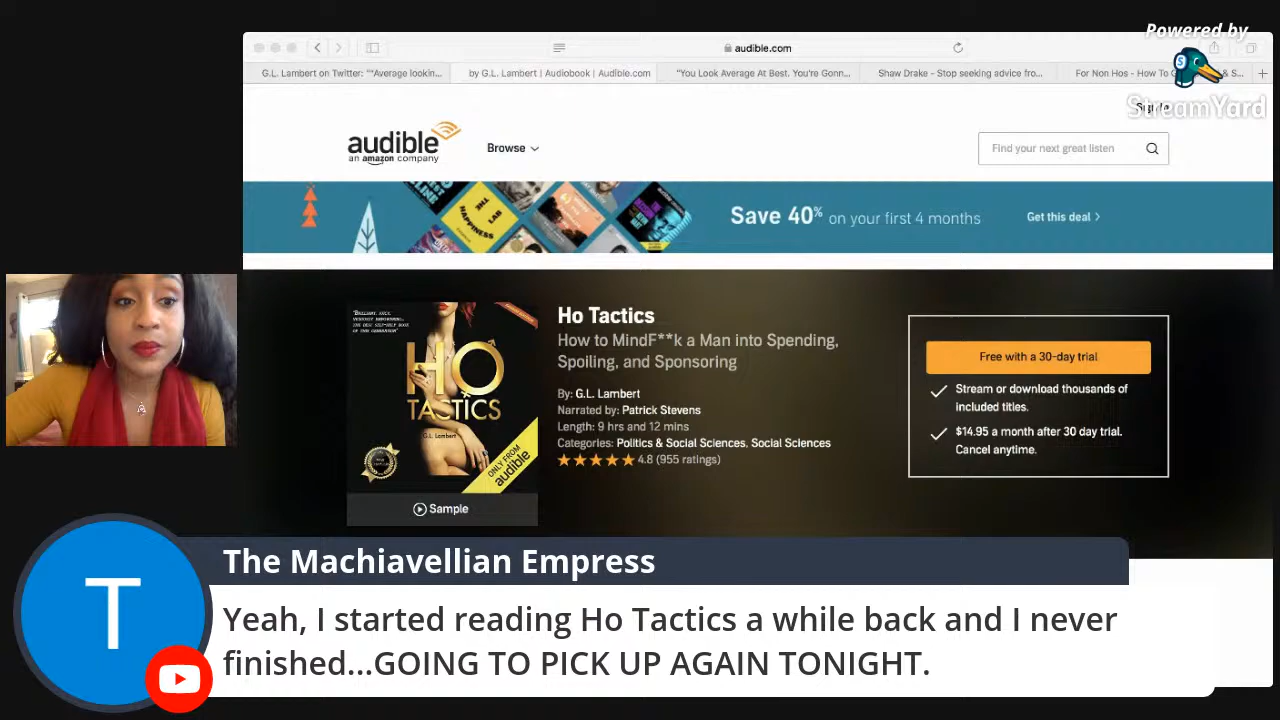 Powered by
StreamYard
audible.com
G.L. Lambert on Twitter: "“Average lookin...
by G.L. Lambert | Audiobook | Audible.com
“You Look Average At Best. You're Gonn...
Shaw Drake - Stop seeking advice fro...
For Non Hos - How To G
& S...
audible
an amazon company
Browse
Find your next great listen
Save 40% on your first 4 months
Get this deal
HO
TACTICS
G.L. Lambert
ONLY FROM
audible
Sample
Ho Tactics
How to MindF**k a Man into Spending,
Spoiling, and Sponsoring
By: G.L. Lambert
Narrated by: Patrick Stevens
Length: 9 hrs and 12 mins
Categories: Politics & Social Sciences, Social Sciences
4.8 (955 ratings)
Free with a 30-day trial
Stream or download thousands of
included titles.
$14.95 a month after 30 day trial.
Cancel anytime.
T
The Machiavellian Empress
Yeah, I started reading Ho Tactics a while back and I never
finished...GOING TO PICK UP AGAIN TONIGHT.